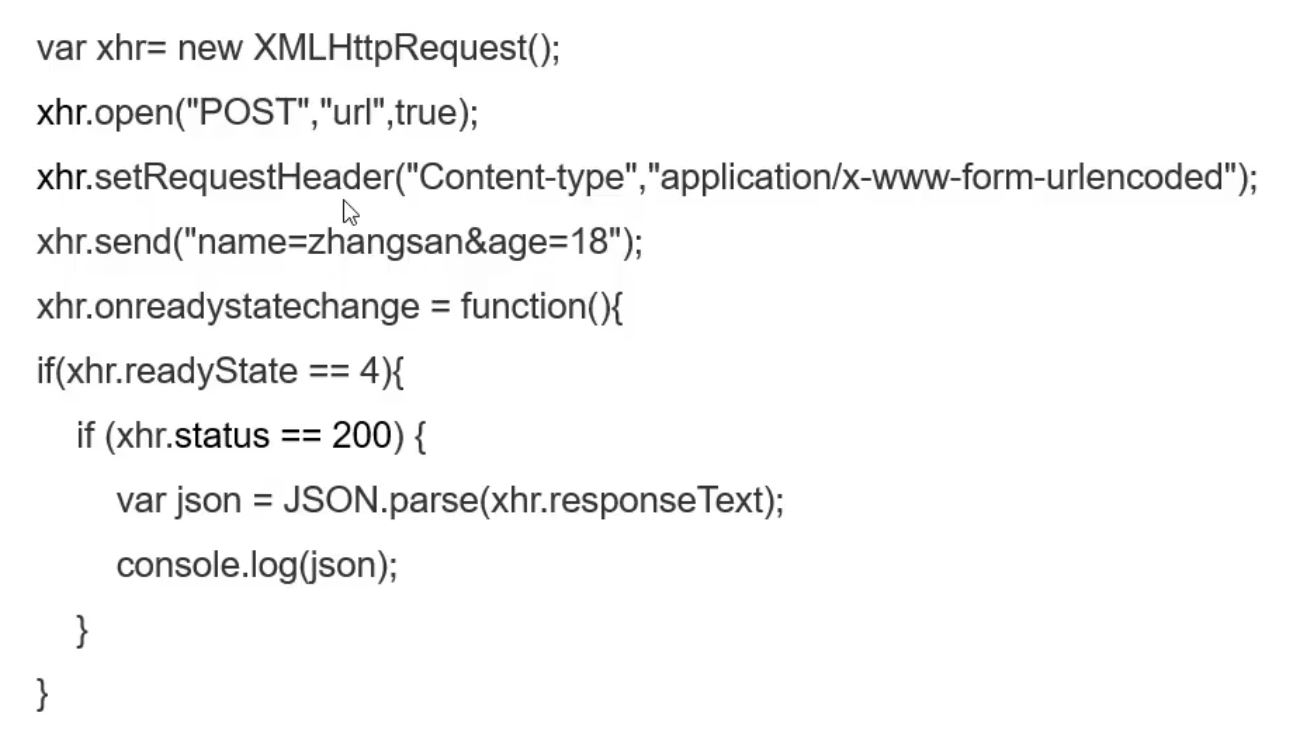 var xhr= new XMLHttpRequest();
xhr.open("POST","url",true);
xhr.setRequestHeader("Content-type","application/x-www-form-urlencoded");
xhr.send("name=zhangsan&age=18");
xhr.onreadystatechange = function(){
if(xhr.readyState == 4){
if (xhr.status == 200) {
var json = JSON.parse(xhr.responseText);
console.log(json);
}
}